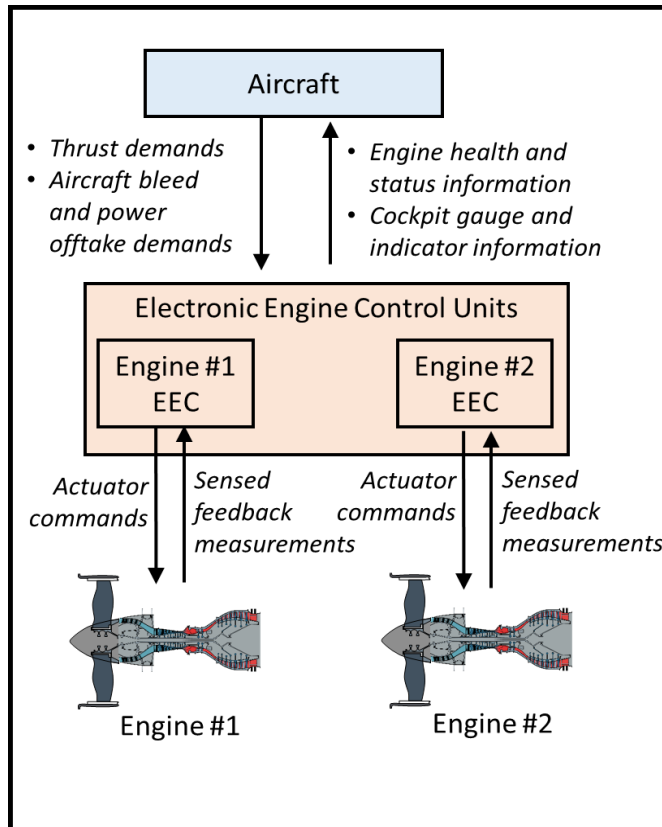 Aircraft
• Thrust demands
• Aircraft bleed
and power
offtake demands
• Engine health and
status information
• Cockpit gauge and
indicator information
Electronic Engine Control Units
Engine #1
EEC
Engine #2
EEC
Actuator
commands
Sensed
feedback
measurements
Actuator
commands
Sensed
feedback
measurements
Engine #1
Engine #2